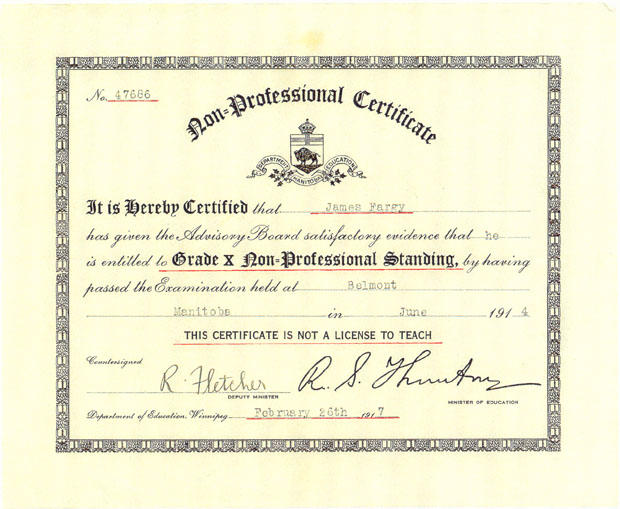 No. 47686
Non-Professional Certificate
DEPARTMENT EDUCATION
MANITOBA
It is Hereby Certified that James Fargy
has given the Advisory Board satisfactory evidence that he
is entitled to Grade X Non-Professional Standing, by having
passed the Examination held at Belmont
Manitoba in June 1914
THIS CERTIFICATE IS NOT A LICENSE TO TEACH
Countersigned
R. Fletcher R. S. Thornton
DEPUTY MINISTER
MINISTER OF EDUCATION
Department of Education, Winnipeg February 26th 1917